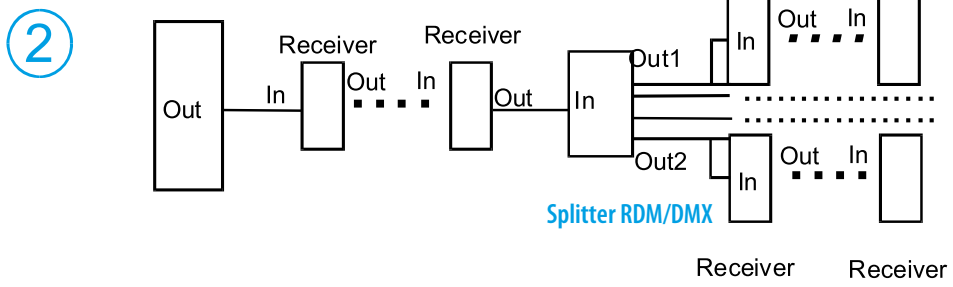 2
Receiver
Receiver
Out
In
Out
In
Out
In
Out1
In
Out
In
Out2
In
Out
In
Splitter RDM/DMX
Receiver
Receiver